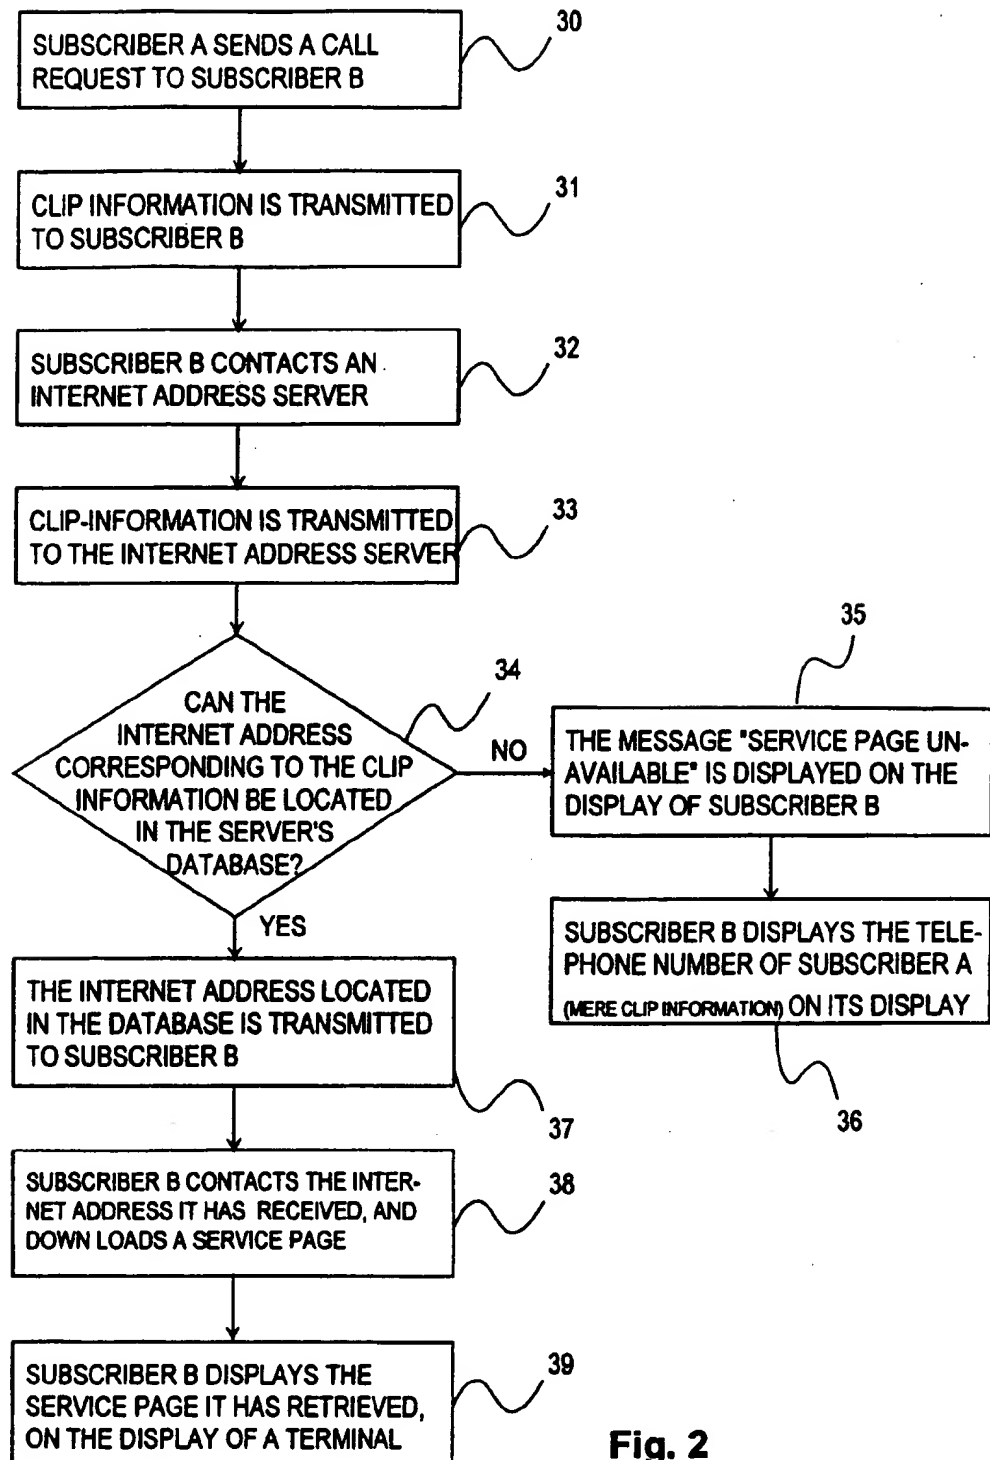 30
SUBSCRIBER A SENDS A CALL
REQUEST TO SUBSCRIBER B
31
CLIP INFORMATION IS TRANSMITTED
TO SUBSCRIBER B
32
SUBSCRIBER B CONTACTS AN
INTERNET ADDRESS SERVER
33
CLIP-INFORMATION IS TRANSMITTED
TO THE INTERNET ADDRESS SERVER
34
CAN THE
INTERNET ADDRESS
CORRESPONDING TO THE CLIP
INFORMATION BE LOCATED
IN THE SERVER'S
DATABASE?
NO
35
THE MESSAGE "SERVICE PAGE UN-
AVAILABLE" IS DISPLAYED ON THE
DISPLAY OF SUBSCRIBER B
SUBSCRIBER B DISPLAYS THE TELE-
PHONE NUMBER OF SUBSCRIBER A
(MERE CLIP INFORMATION) ON ITS DISPLAY
36
YES
THE INTERNET ADDRESS LOCATED
IN THE DATABASE IS TRANSMITTED
TO SUBSCRIBER B
37
SUBSCRIBER B CONTACTS THE INTER-
NET ADDRESS IT HAS RECEIVED, AND
DOWN LOADS A SERVICE PAGE
38
SUBSCRIBER B DISPLAYS THE
SERVICE PAGE IT HAS RETRIEVED,
ON THE DISPLAY OF A TERMINAL
39
Fig. 2